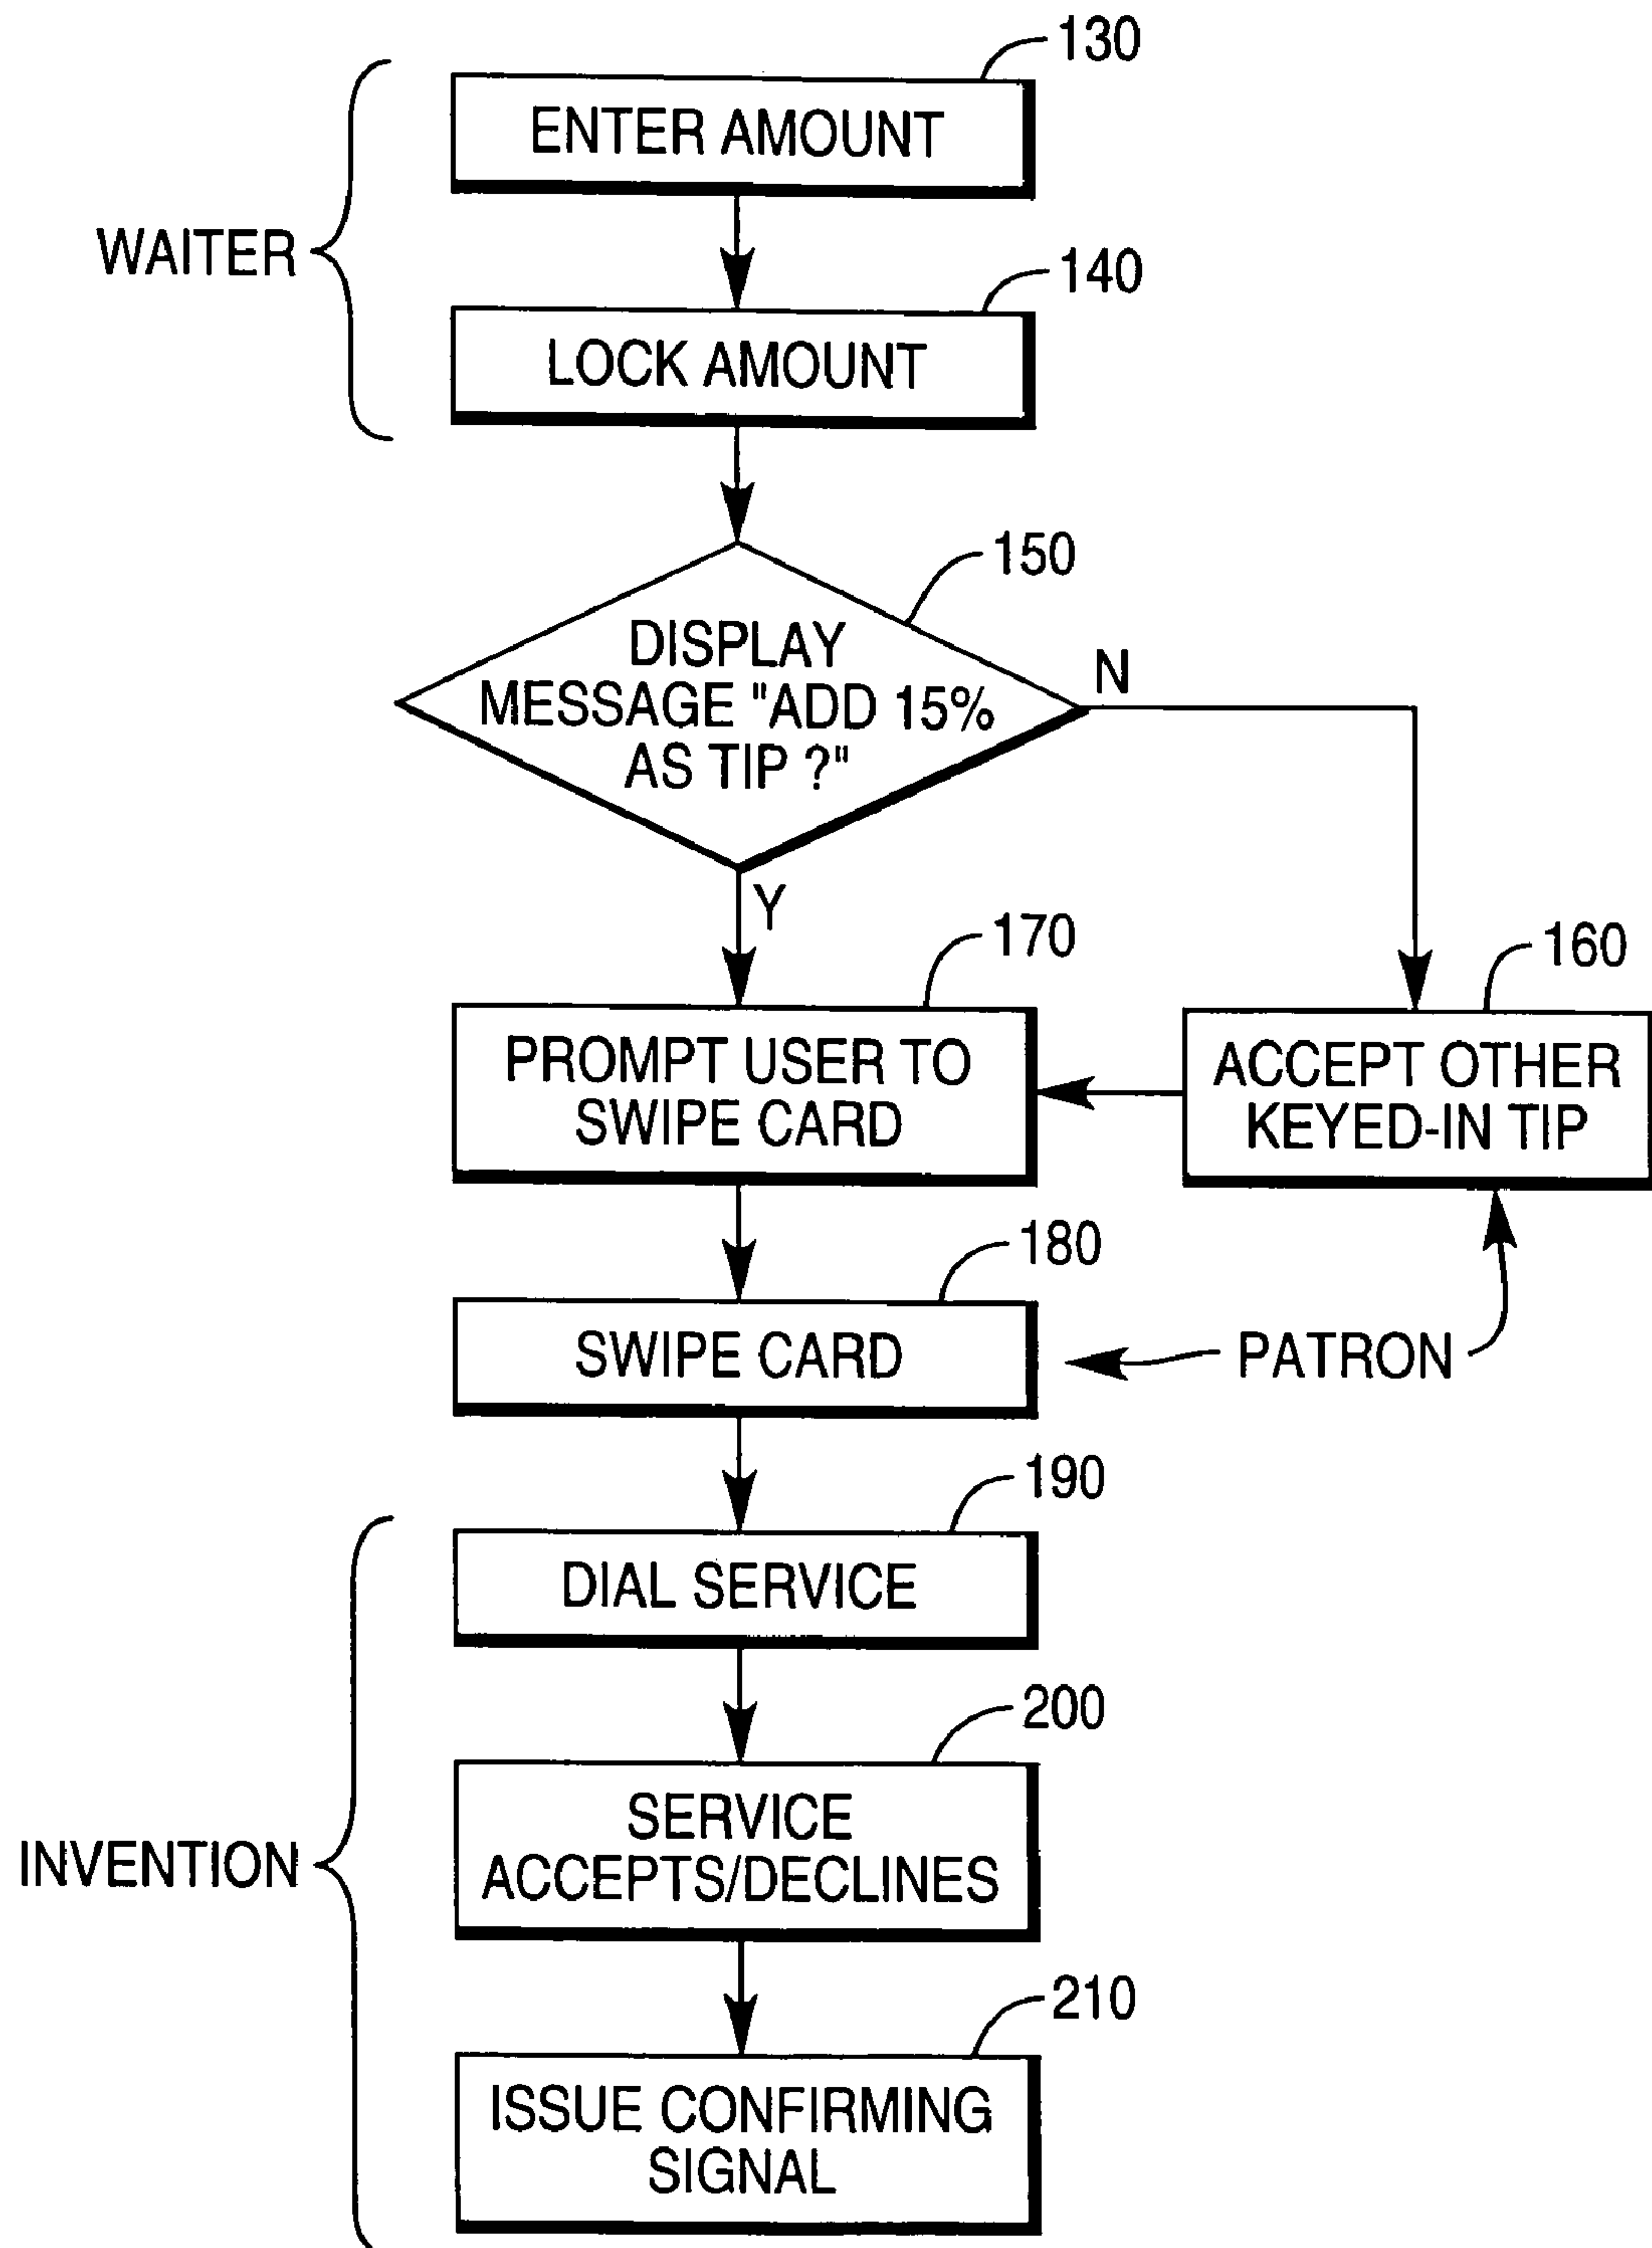 130
ENTER AMOUNT
WAITER
140
LOCK AMOUNT
150
DISPLAY
MESSAGE "ADD 15%
AS TIP ?"
N
Y
170
160
PROMPT USER TO
SWIPE CARD
ACCEPT OTHER
KEYED-IN TIP
180
SWIPE CARD
PATRON
190
DIAL SERVICE
200
SERVICE
ACCEPTS/DECLINES
INVENTION
210
ISSUE CONFIRMING
SIGNAL